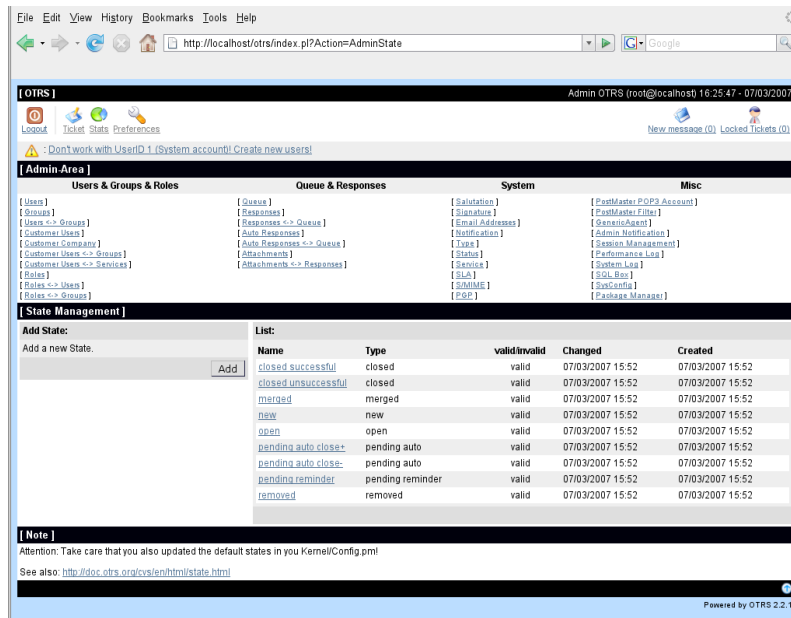 File Edit View History Bookmarks Tools Help
http://localhost/otrs/index.pl?Action=AdminState
G Google
[ OTRS ]
Admin OTRS (root@localhost) 16:25:47 - 07/03/2007
Logout Ticket Stats Preferences
New message (0) Locked Tickets (0)
: Don't work with UserID 1 (System account)! Create new users!
[ Admin-Area ]
Users & Groups & Roles Queue & Responses System Misc
[ Users ] [ Queue ] [ Salutation ] [ PostMaster POP3 Account ]
[ Groups ] [ Responses ] [ Signature ] [ PostMaster Filter ]
[ Users <-> Groups ] [ Responses <-> Queue ] [ Email Addresses ] [ GenericAgent ]
[ Customer Users ] [ Auto Responses ] [ Notification ] [ Admin Notification ]
[ Customer Company ] [ Auto Responses <-> Queue ] [ Type ] [ Session Management ]
[ Customer Users <-> Groups ] [ Attachments ] [ Status ] [ Performance Log ]
[ Customer Users <-> Services ] [ Attachments <-> Responses ] [ Service ] [ System Log ]
[ Roles ] [ SLA ] [ SQL Box ]
[ Roles <-> Users ] [ S/MIME ] [ SysConfig ]
[ Roles <-> Groups ] [ PGP ] [ Package Manager ]
[ State Management ]
Add State: List:
Add a new State.
Add
Name Type valid/invalid Changed Created
closed successful closed valid 07/03/2007 15:52 07/03/2007 15:52
closed unsuccessful closed valid 07/03/2007 15:52 07/03/2007 15:52
merged merged valid 07/03/2007 15:52 07/03/2007 15:52
new new valid 07/03/2007 15:52 07/03/2007 15:52
open open valid 07/03/2007 15:52 07/03/2007 15:52
pending auto close+ pending auto valid 07/03/2007 15:52 07/03/2007 15:52
pending auto close- pending auto valid 07/03/2007 15:52 07/03/2007 15:52
pending reminder pending reminder valid 07/03/2007 15:52 07/03/2007 15:52
removed removed valid 07/03/2007 15:52 07/03/2007 15:52
[ Note ]
Attention: Take care that you also updated the default states in you Kernel/Config.pm!
See also: http://doc.otrs.org/cvs/en/html/state.html
Powered by OTRS 2.2.1